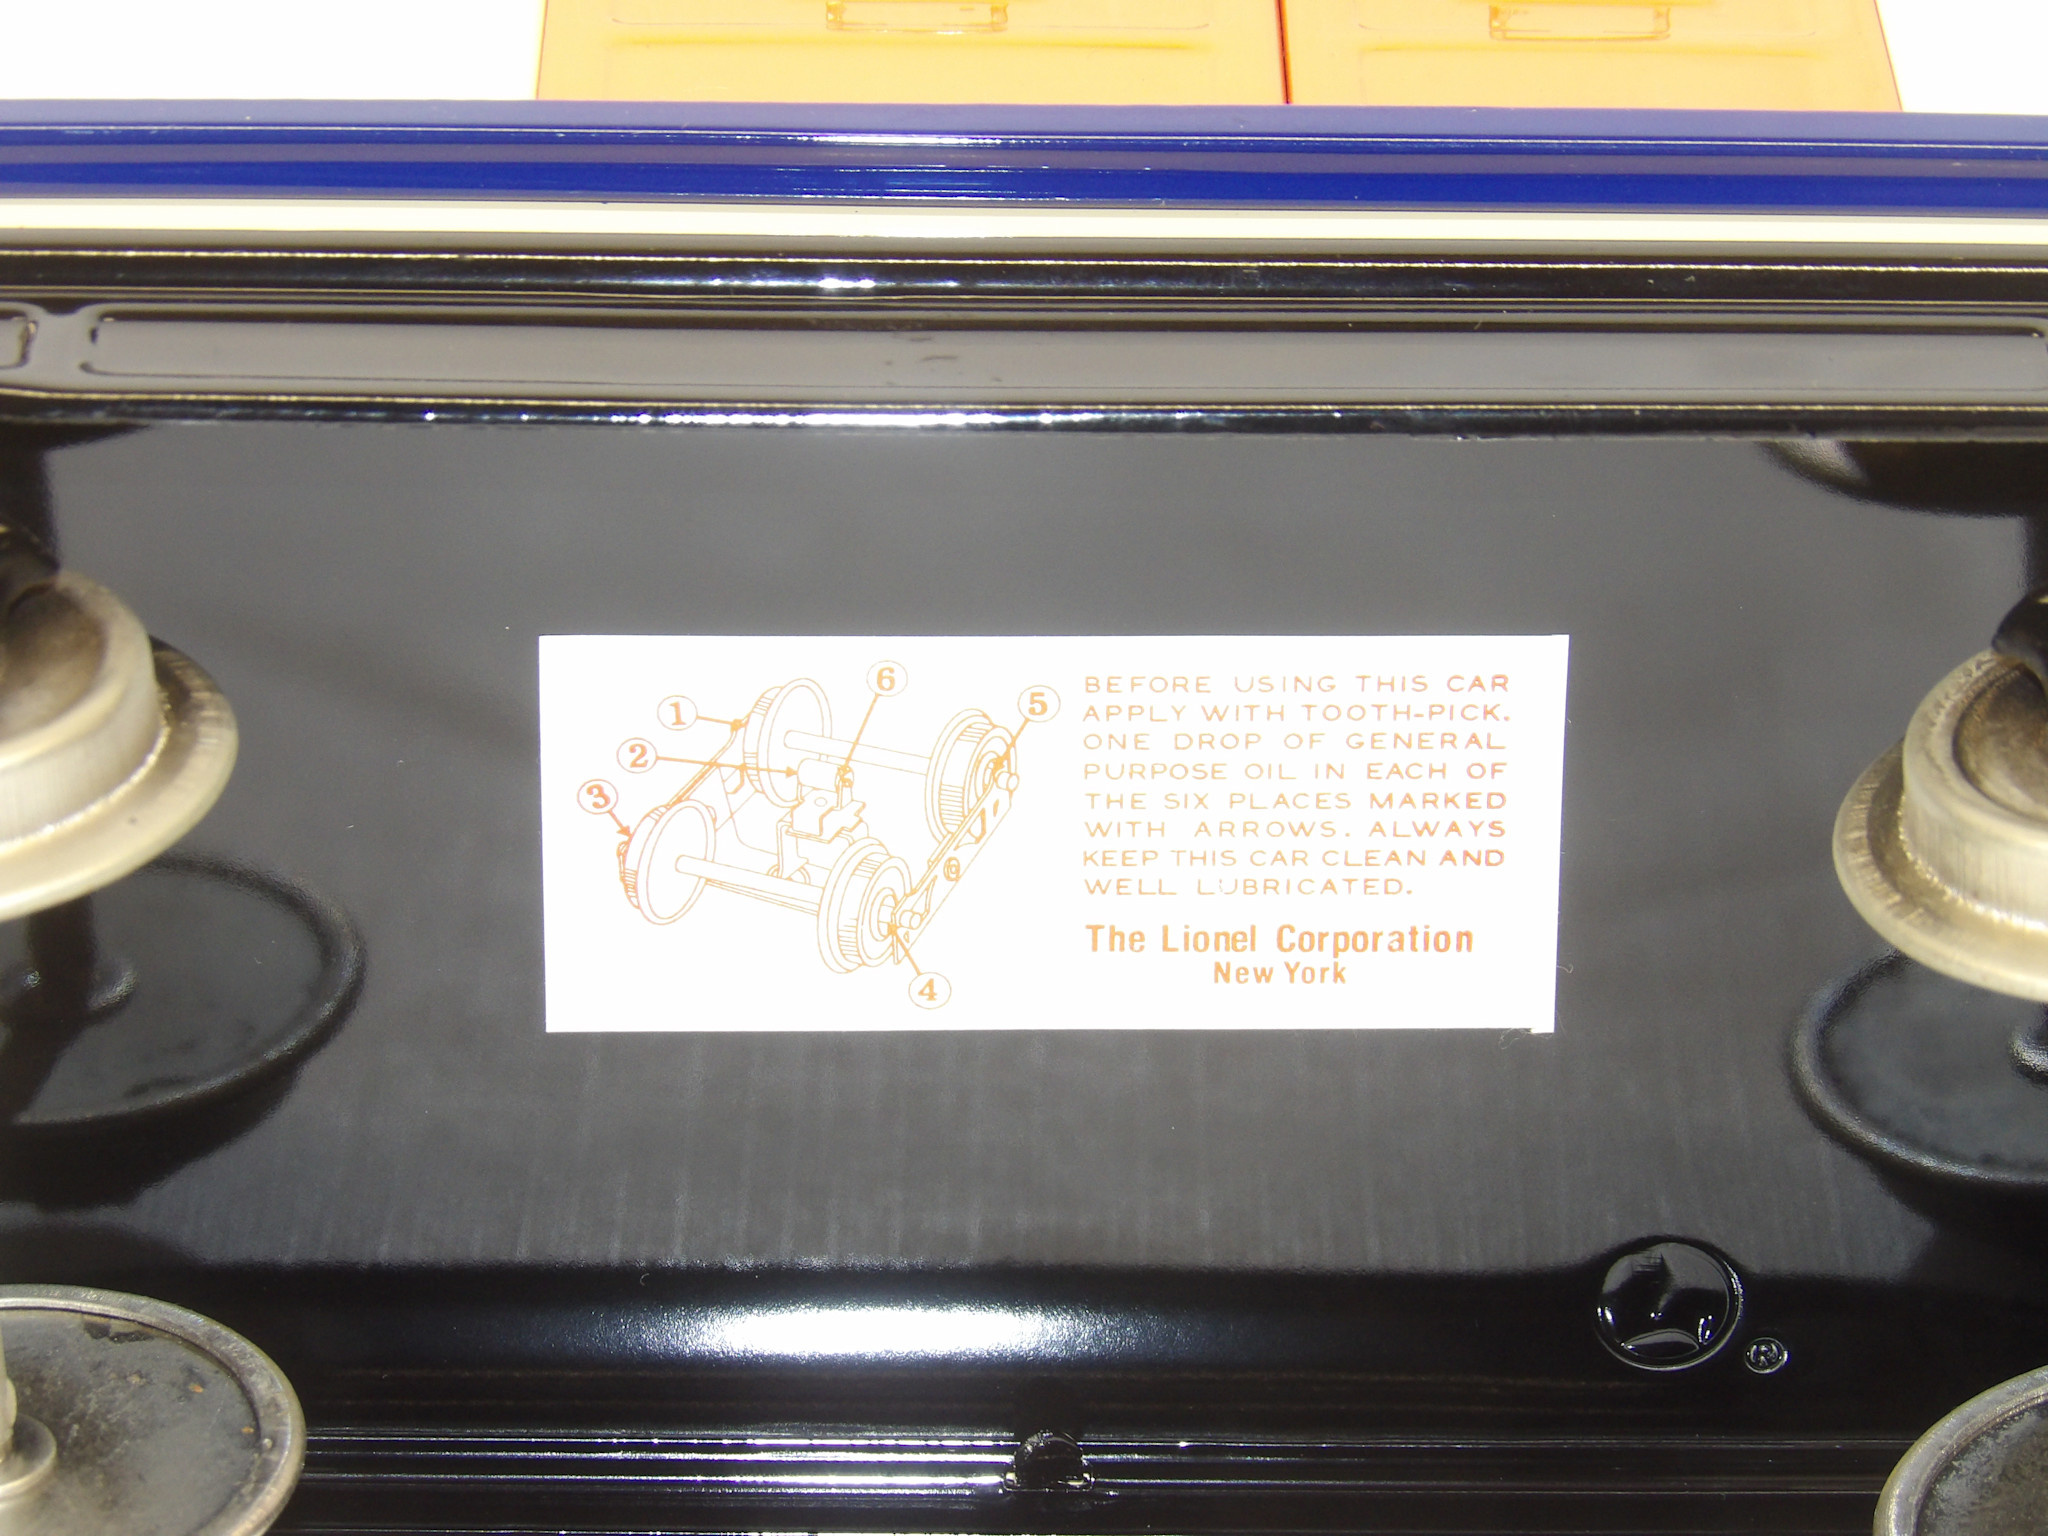 1
2
3
6
5
4
BEFORE USING THIS CAR
APPLY WITH TOOTH-PICK.
ONE DROP OF GENERAL
PURPOSE OIL IN EACH OF
THE SIX PLACES MARKED
WITH ARROWS. ALWAYS
KEEP THIS CAR CLEAN AND
WELL LUBRICATED.
The Lionel Corporation
New York
®